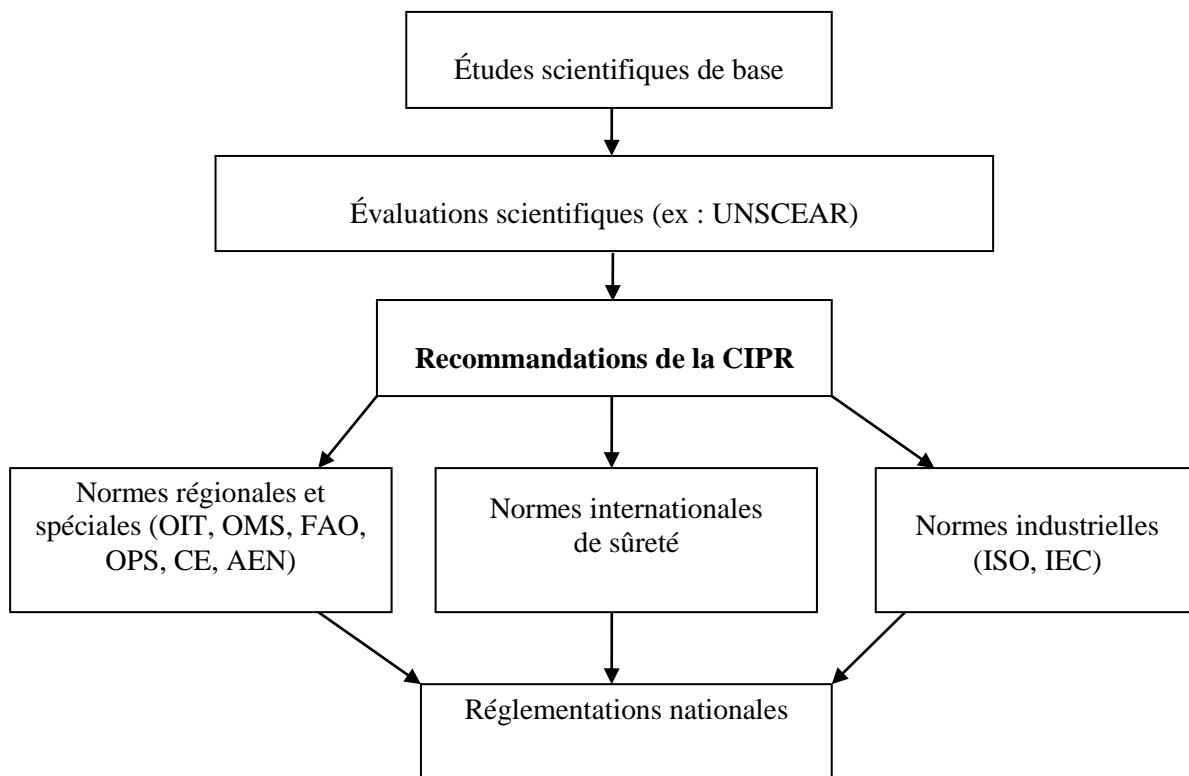 Études scientifiques de base
Évaluations scientifiques (ex : UNSCEAR)
Recommandations de la CIPR
Normes régionales et
spéciales (OIT, OMS, FAO,
OPS, CE, AEN)
Normes internationales
de sûreté
Normes industrielles
(ISO, IEC)
Réglementations nationales